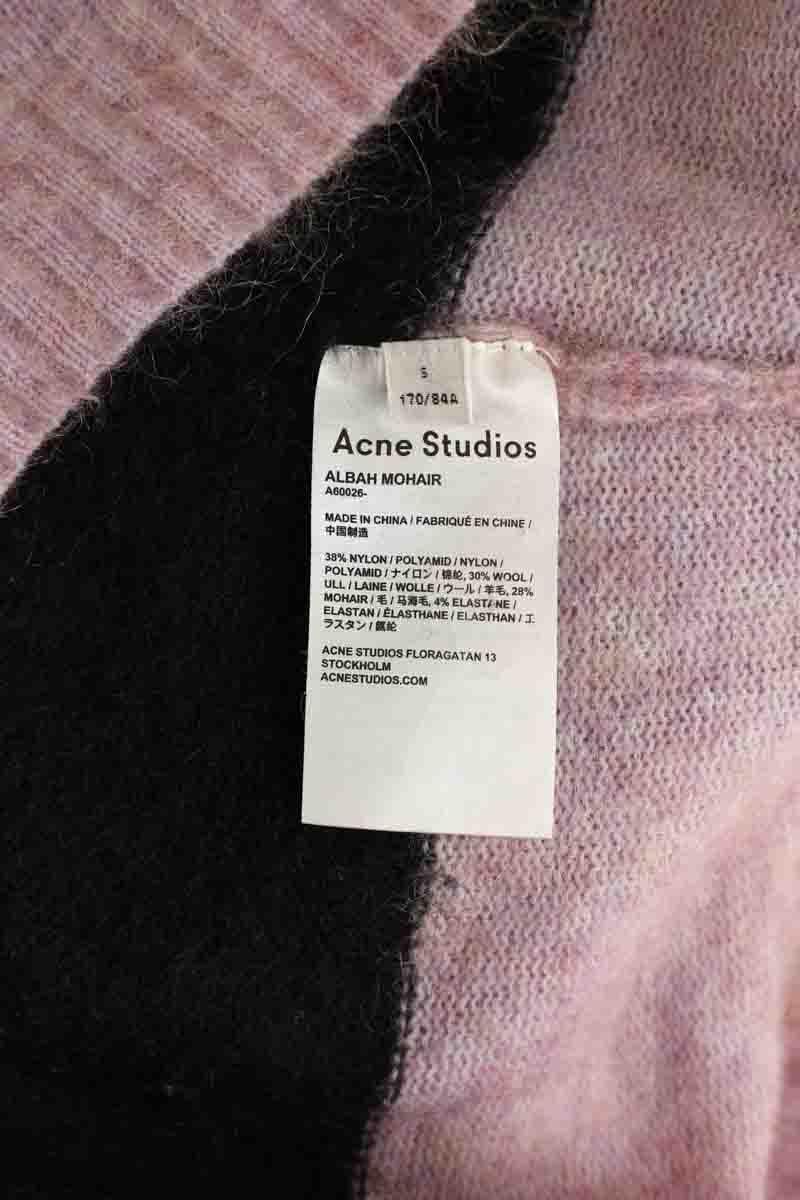 S
170/84A
Acne Studios
ALBAH MOHAIR
A60026-
MADE IN CHINA / FABRIQUÉ EN CHINE /
中国制造
38% NYLON / POLYAMID / NYLON /
POLYAMID / ナイロン / 锦纶, 30% WOOL /
ULL / LAINE / WOLLE / ウール / 羊毛, 28%
MOHAIR / 毛 / 马海毛, 4% ELASTANE /
ELASTAN / ÉLASTHANE / ELASTHAN / エ
ラスタン / 氨纶
ACNE STUDIOS FLORAGATAN 13
STOCKHOLM
ACNESTUDIOS.COM